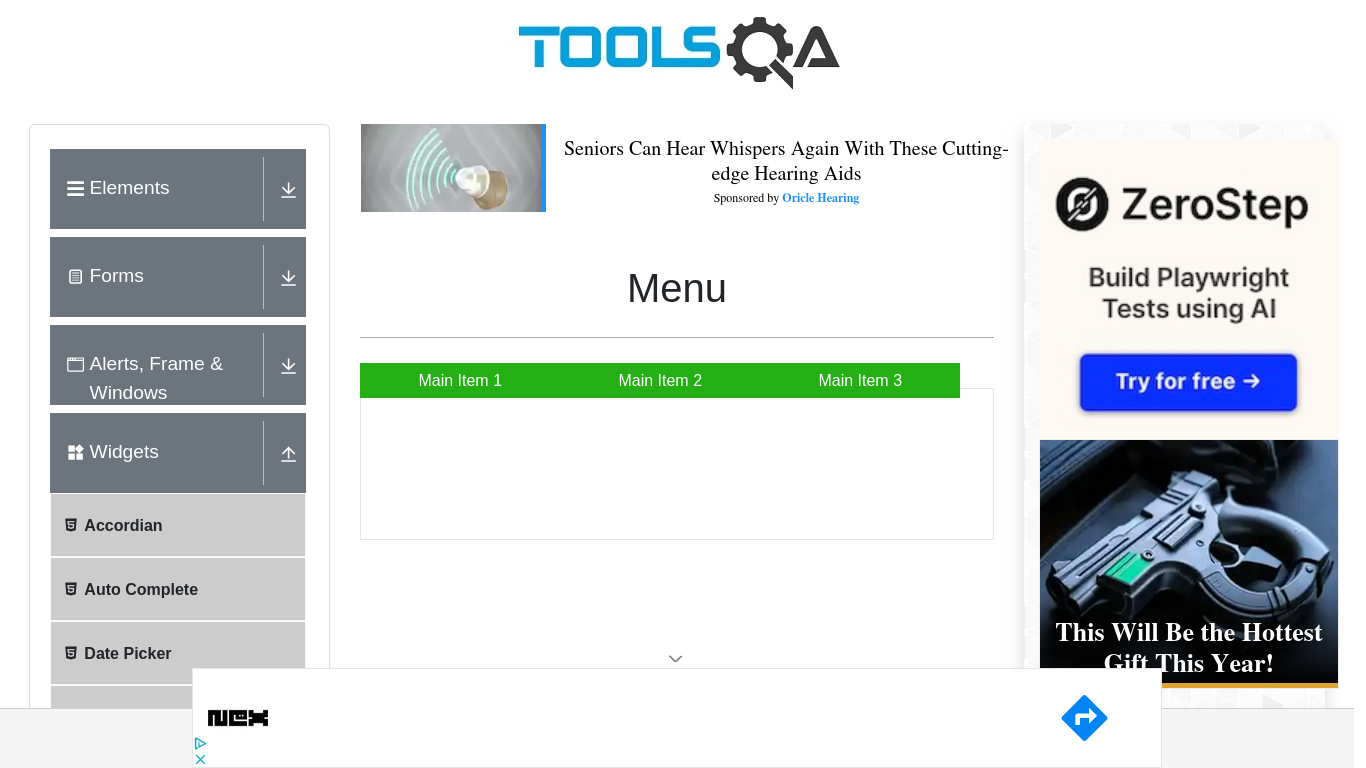 TOOLSQA
Elements
Forms
Alerts, Frame &
Windows
Widgets
Accordian
Auto Complete
Date Picker
Seniors Can Hear Whispers Again With These Cutting-
edge Hearing Aids
Sponsored by Oricle Hearing
Menu
Main Item 1 Main Item 2 Main Item 3
ZeroStep
Build Playwright
Tests using AI
Try for free →
This Will Be the Hottest
Gift This Year!
NEX